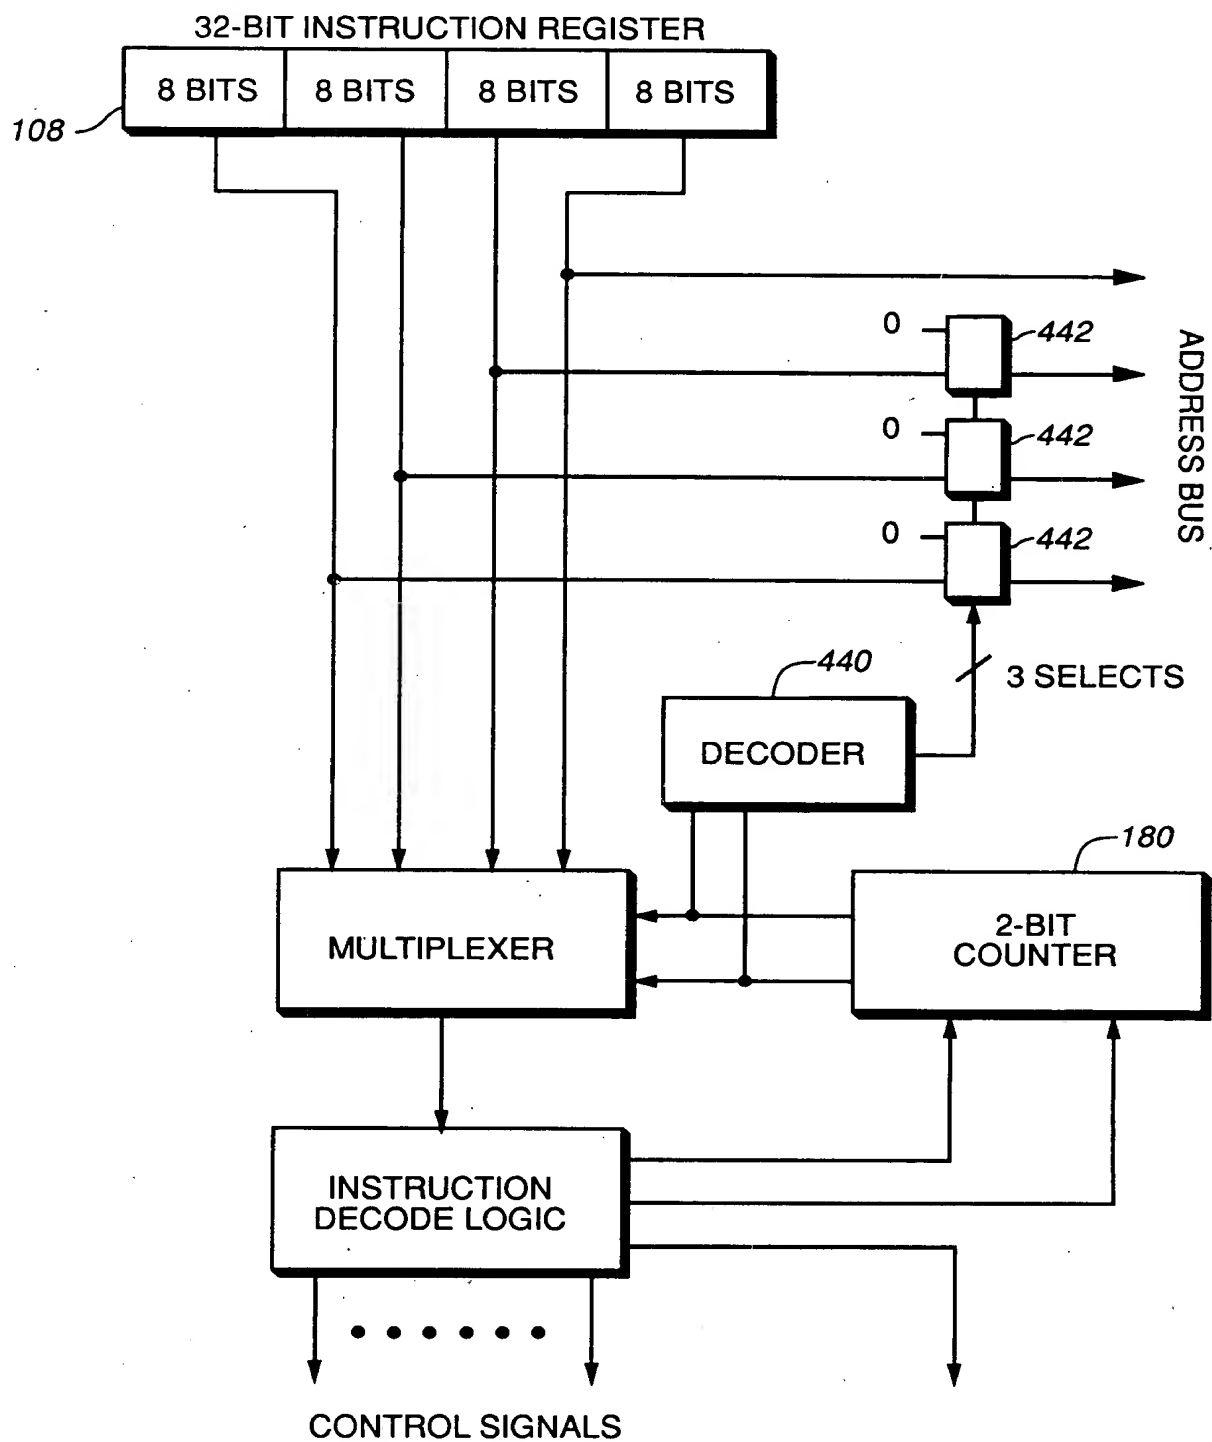 32-BIT INSTRUCTION REGISTER
8 BITS 8 BITS 8 BITS 8 BITS
108
0 442
0 442
0 442
ADDRESS BUS
3 SELECTS
440
DECODER
180
2-BIT
COUNTER
MULTIPLEXER
INSTRUCTION
DECODE LOGIC
CONTROL SIGNALS